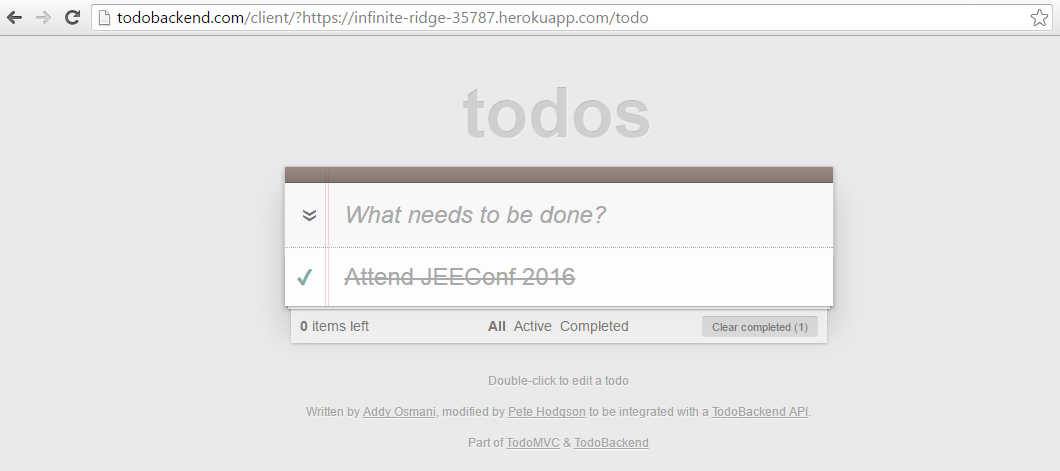 todobackend.com/client/?https://infinite-ridge-35787.herokuapp.com/todo
todos
What needs to be done?
Attend JEEConf 2016
0 items left All Active Completed Clear completed (1)
Double-click to edit a todo
Written by Addy Osmani, modified by Pete Hodgson to be integrated with a TodoBackend API.
Part of TodoMVC & TodoBackend